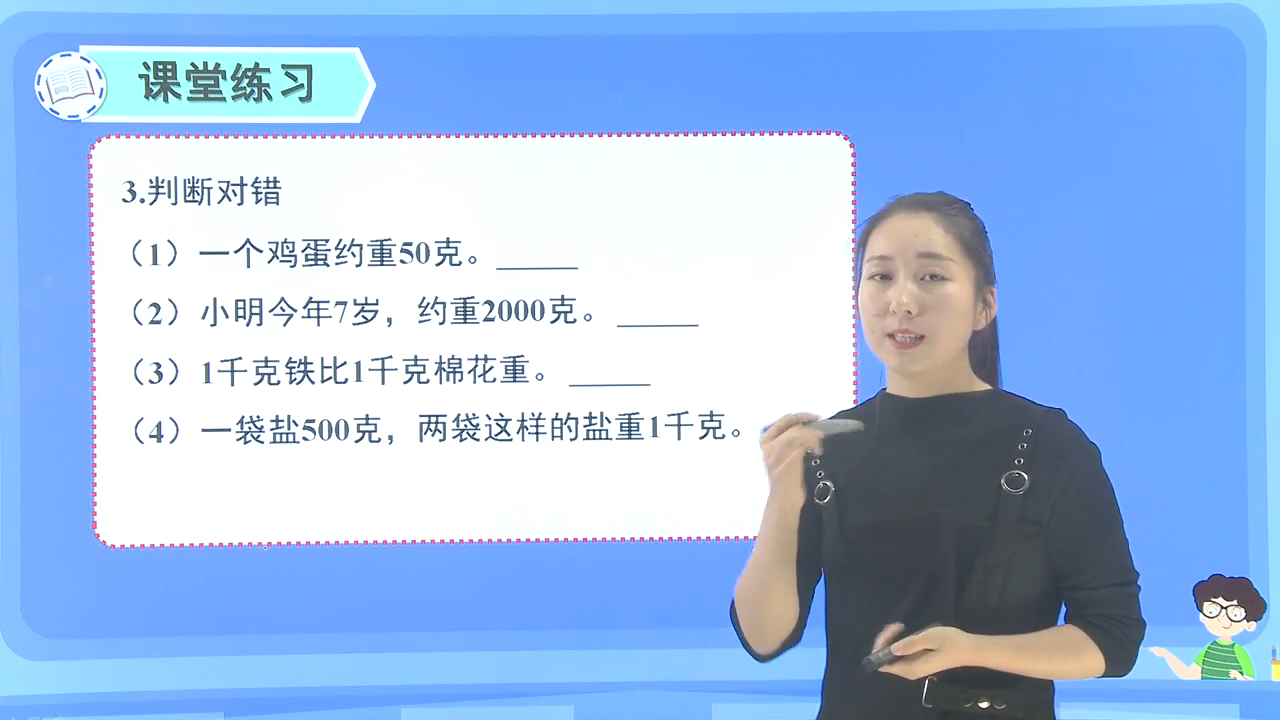 课堂练习
3.判断对错
（1）一个鸡蛋约重50克。_____
（2）小明今年7岁，约重2000克。_____
（3）1千克铁比1千克棉花重。_____
（4）一袋盐500克，两袋这样的盐重1千克。